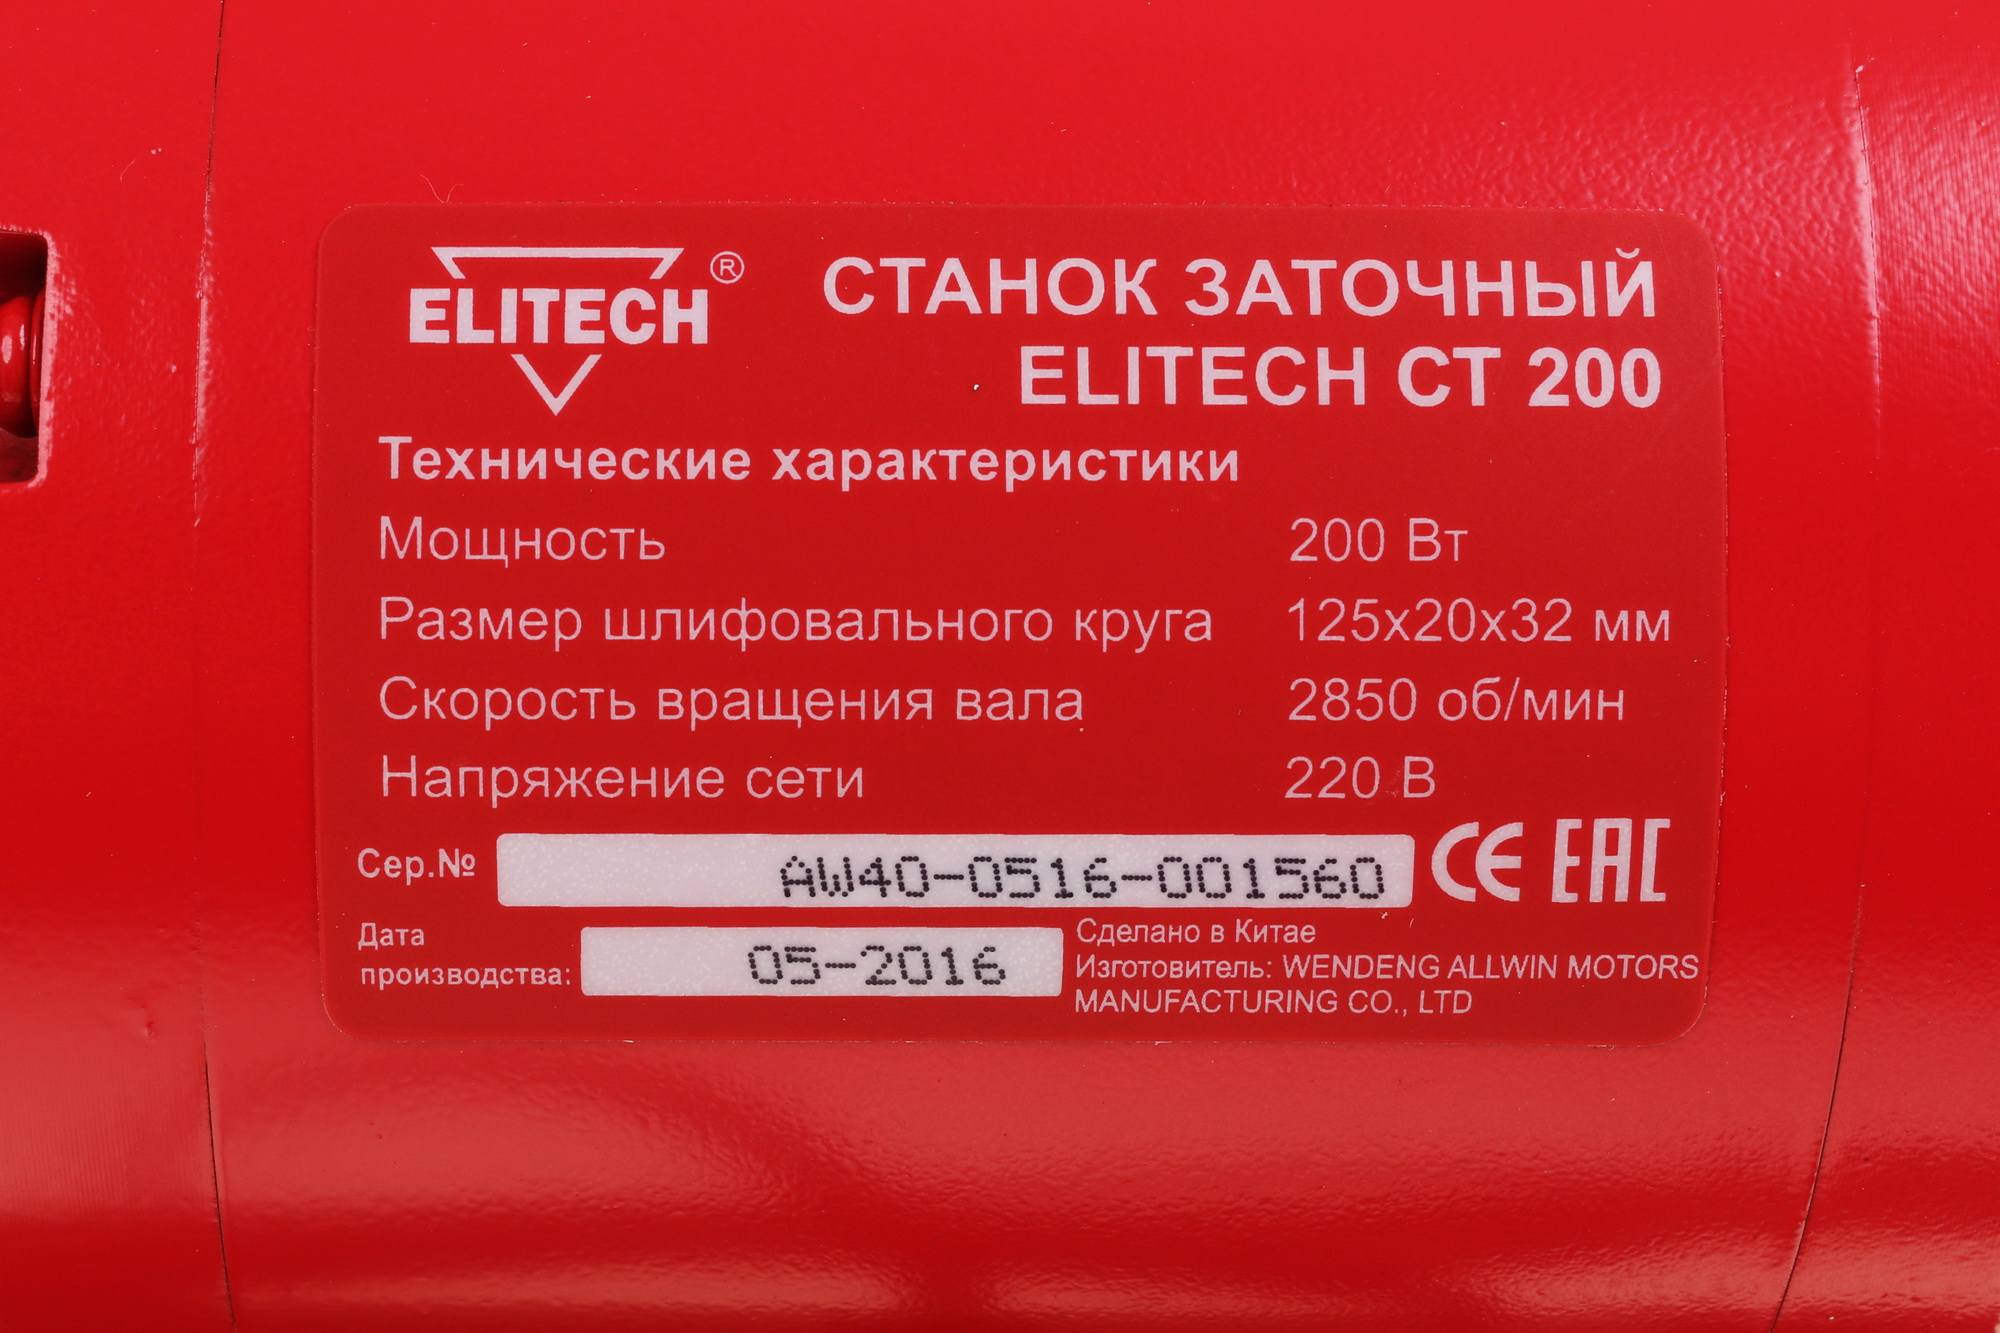 ELITECH ®
СТАНОК ЗАТОЧНЫЙ
ELITECH СТ 200
Технические характеристики
Мощность 200 Вт
Размер шлифовального круга 125х20х32 мм
Скорость вращения вала 2850 об/мин
Напряжение сети 220 В
Сер.№ AW40-0516-001560 CE EAC
Дата
производства: 05-2016
Сделано в Китае
Изготовитель: WENDENG ALLWIN MOTORS
MANUFACTURING CO., LTD